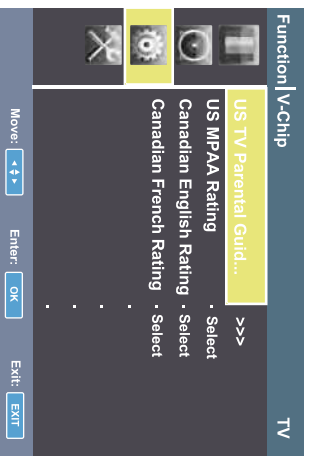 Function V-Chip TV
US TV Parental Guid... >>>
US MPAA Rating . Select
Canadian English Rating . Select
Canadian French Rating . Select
.
.
.
.
Move: Enter: OK Exit: EXIT